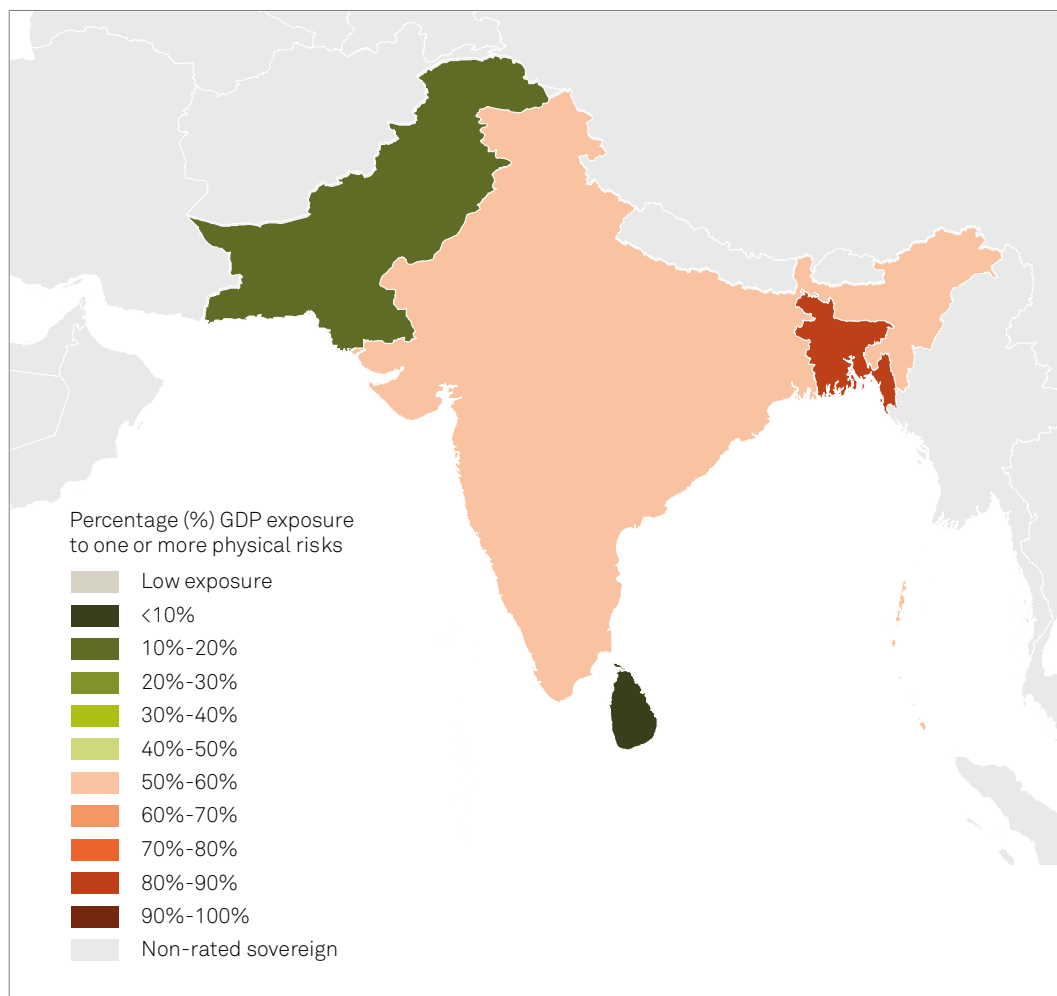 Percentage (%) GDP exposure
to one or more physical risks
Low exposure
<10%
10%-20%
20%-30%
30%-40%
40%-50%
50%-60%
60%-70%
70%-80%
80%-90%
90%-100%
Non-rated sovereign